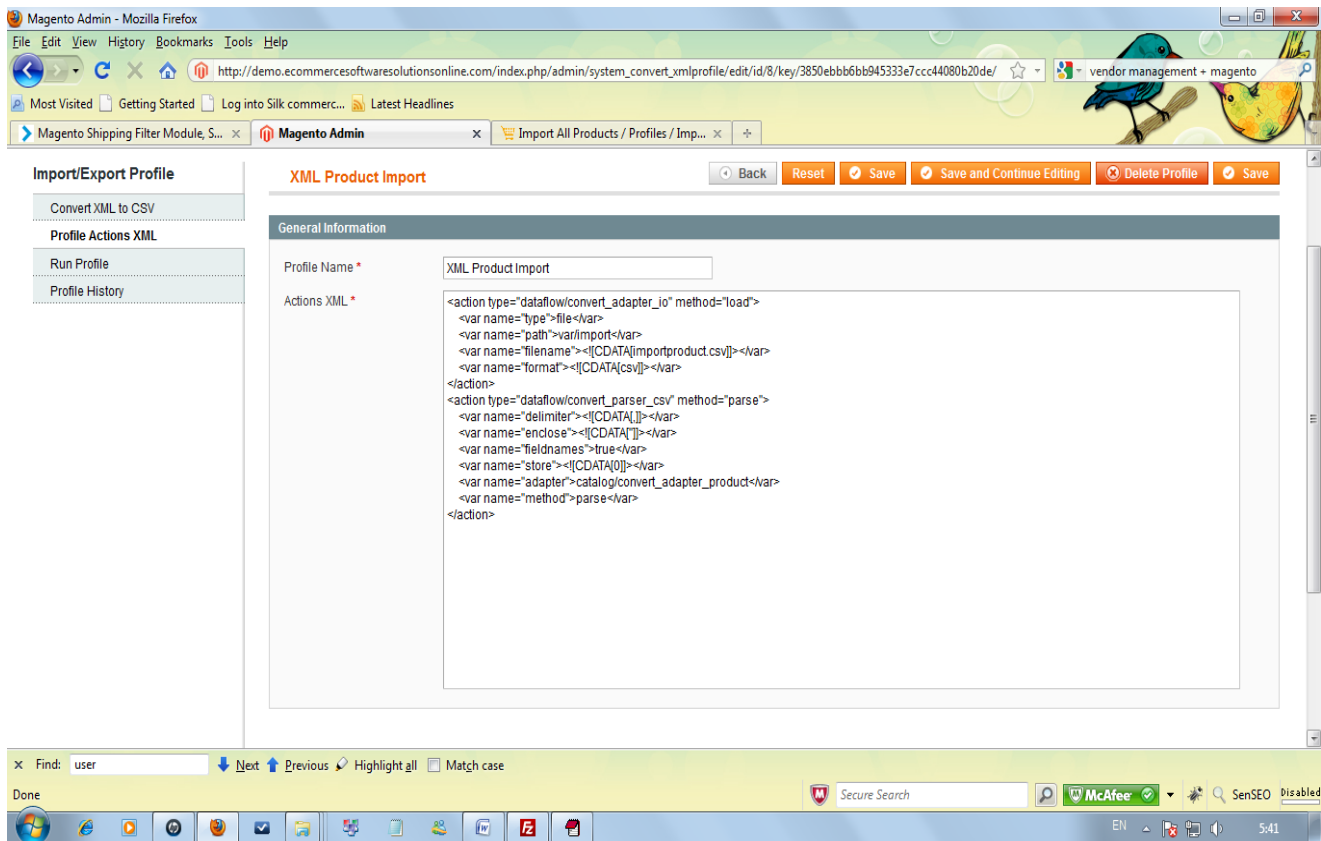 Magento Admin - Mozilla Firefox
File Edit View History Bookmarks Tools Help
http://demo.ecommercesoftwaresolutionsonline.com/index.php/admin/system_convert_xmlprofile/edit/id/8/key/3850ebbb6bb945333e7ccc44080b20de/
vendor management + magento
Most Visited Getting Started Log into Silk commerc... Latest Headlines
Magento Shipping Filter Module, S... Magento Admin Import All Products / Profiles / Imp...
Import/Export Profile
Convert XML to CSV
Profile Actions XML
Run Profile
Profile History
XML Product Import
Back Reset Save Save and Continue Editing Delete Profile Save
General Information
Profile Name *
XML Product Import
Actions XML *
<action type="dataflow/convert_adapter_io" method="load">
<var name="type">file</var>
<var name="path">var/import</var>
<var name="filename"><![CDATA[importproduct.csv]]></var>
<var name="format"><![CDATA[csv]]></var>
</action>
<action type="dataflow/convert_parser_csv" method="parse">
<var name="delimiter"><![CDATA[,]]></var>
<var name="enclose"><![CDATA["]]></var>
<var name="fieldnames">true</var>
<var name="store"><![CDATA[0]]></var>
<var name="adapter">catalog/convert_adapter_product</var>
<var name="method">parse</var>
</action>
x Find: user Next Previous Highlight all Match case
Done
Secure Search
McAfee
SenSEO
Disabled
EN
5:41